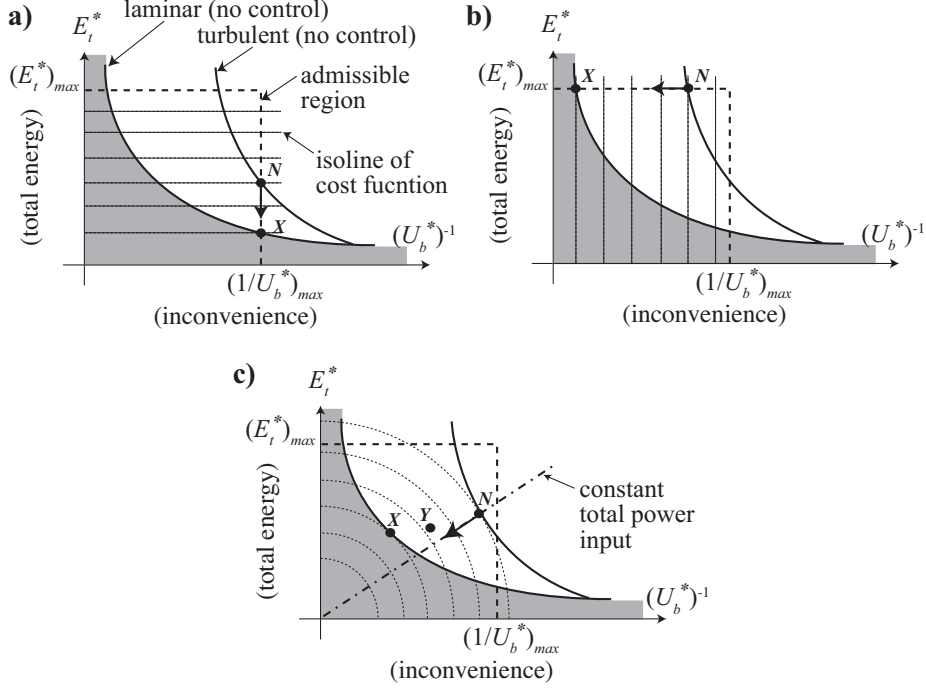 a)
E_t^*
laminar (no control)
turbulent (no control)
(E_t^*)_max
admissible
region
(total energy)
isoline of
cost fucntion
N
X
(U_b^*)^-1
(1/U_b^*)_max
(inconvenience)
b)
E_t^*
(E_t^*)_max
X
N
(total energy)
(U_b^*)^-1
(1/U_b^*)_max
(inconvenience)
c)
E_t^*
(E_t^*)_max
(total energy)
N
X
Y
constant
total power
input
(U_b^*)^-1
(1/U_b^*)_max
(inconvenience)